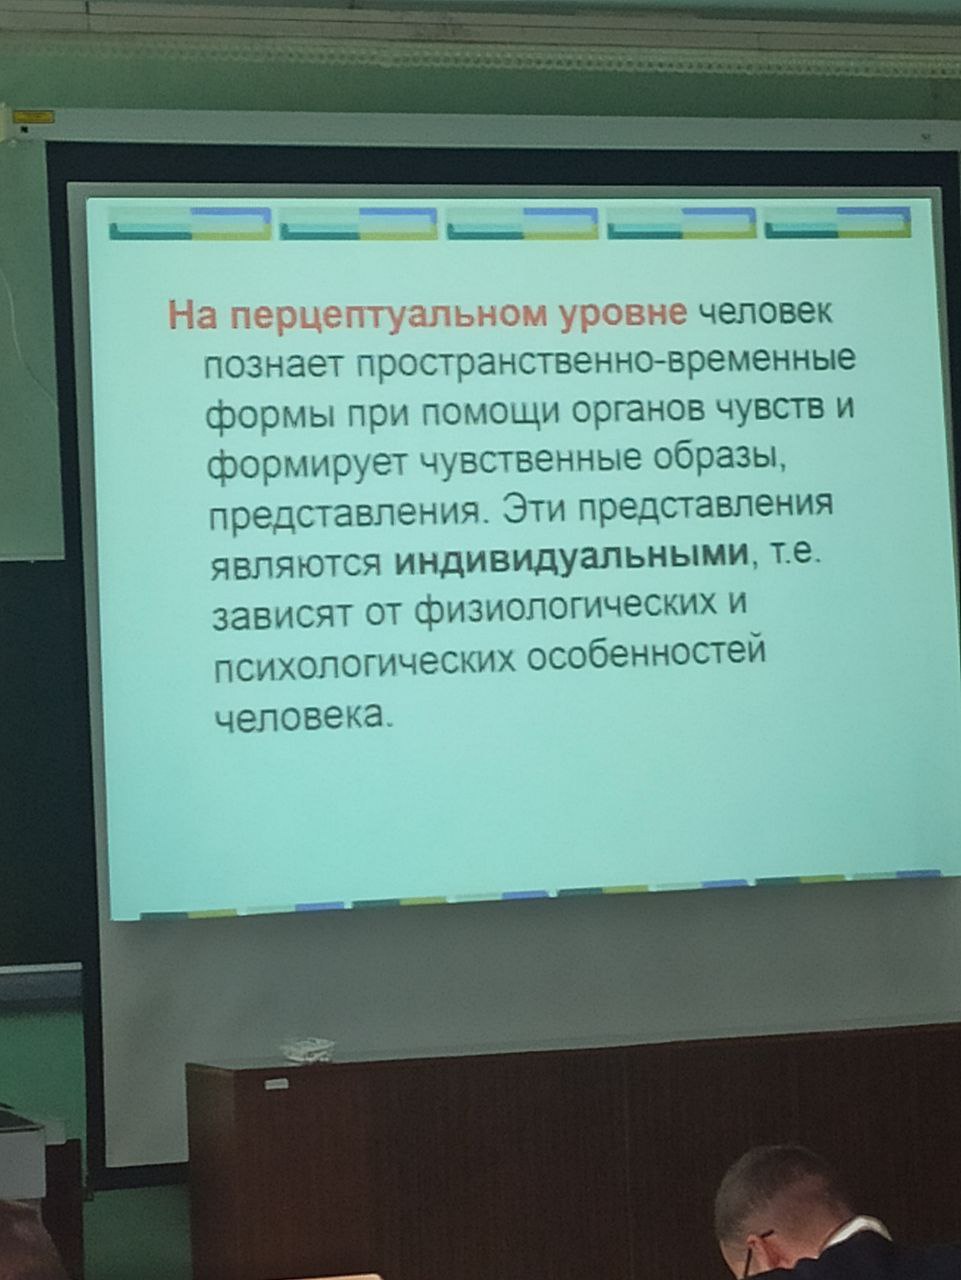 На перцептуальном уровне человек
познает пространственно-временные
формы при помощи органов чувств и
формирует чувственные образы,
представления. Эти представления
являются индивидуальными, т.е.
зависят от физиологических и
психологических особенностей
человека.